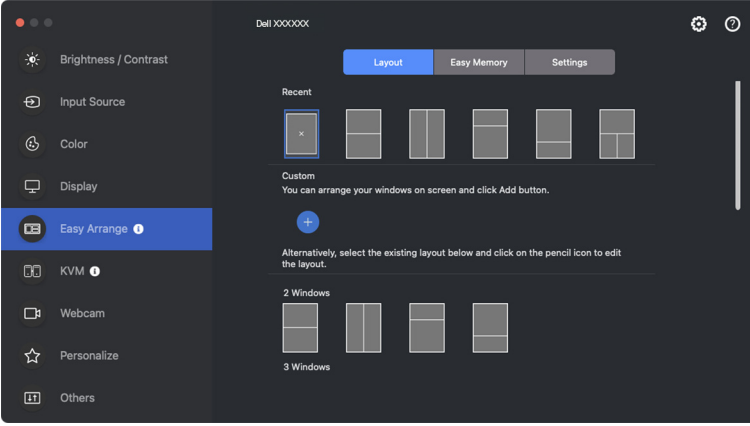 Dell XXXXXX
Brightness / Contrast
Input Source
Color
Display
Easy Arrange
KVM
Webcam
Personalize
Others
Layout
Easy Memory
Settings
Recent
Custom
You can arrange your windows on screen and click Add button.
Alternatively, select the existing layout below and click on the pencil icon to edit
the layout.
2 Windows
3 Windows